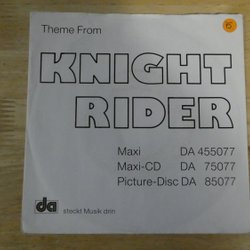 Theme From
KNIGHT
RIDER
Maxi DA 455077
Maxi-CD DA 75077
Picture-Disc DA 85077
da steckt Musik drin